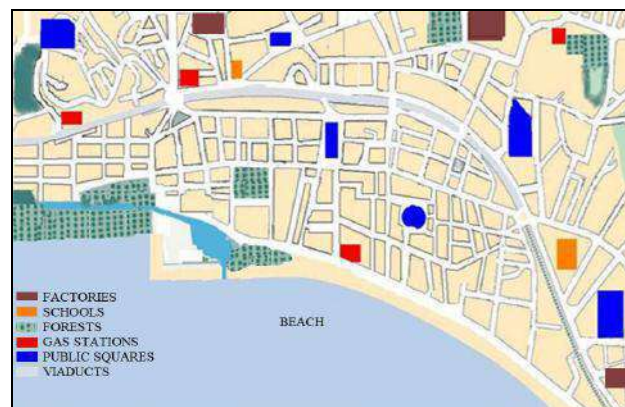 BEACH
FACTORIES
SCHOOLS
FORESTS
GAS STATIONS
PUBLIC SQUARES
VIADUCTS